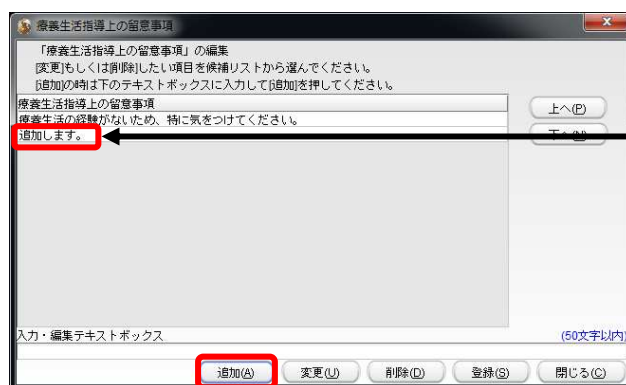 療養生活指導上の留意事項
「療養生活指導上の留意事項」の編集
[変更]もしくは[削除]したい項目を候補リストから選んでください。
[追加]の時は下のテキストボックスに入力して[追加]を押してください。
療養生活指導上の留意事項
療養生活の経験がないため、特に気をつけてください。
追加します。
上へ(P)
下へ(N)
入力・編集テキストボックス
(50文字以内)
追加(A) 変更(U) 削除(D) 登録(S) 閉じる(C)